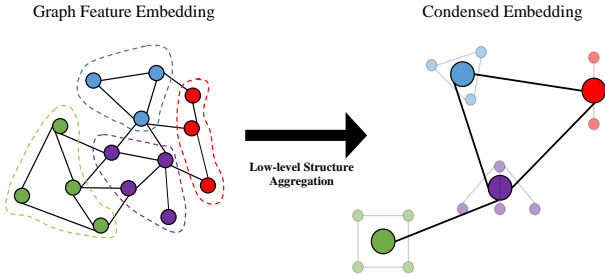 Graph Feature Embedding
Condensed Embedding
Low-level Structure
Aggregation